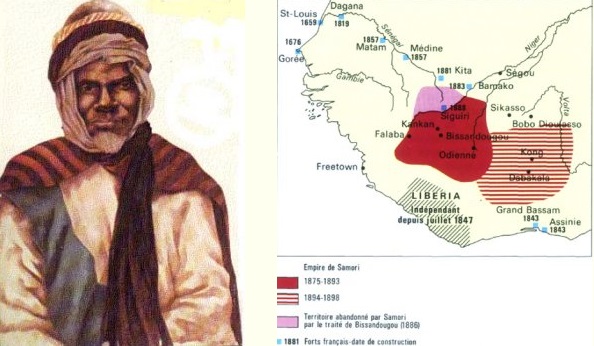 Dagana
St-Louis
1659
1819
Sénégal
1857
Matam
Médine
1857
1676
Gorée
Gambie
Niger
1881 Kita
Ségou
1883
Bamako
Sikasso
Volta
1888
Siguiri
Kankan
Bobo Dioulasso
Falaba
Bissandougou
Odienné
Kong
Dabakala
Freetown
LIBERIA
Indépendant
depuis juillet 1847
Grand Bassam
1843
Assinie
1843
Empire de Samori
1875-1893
1894-1898
Territoire abandonné par Samori
par le traité de Bissandougou (1886)
1881 Forts français-date de construction